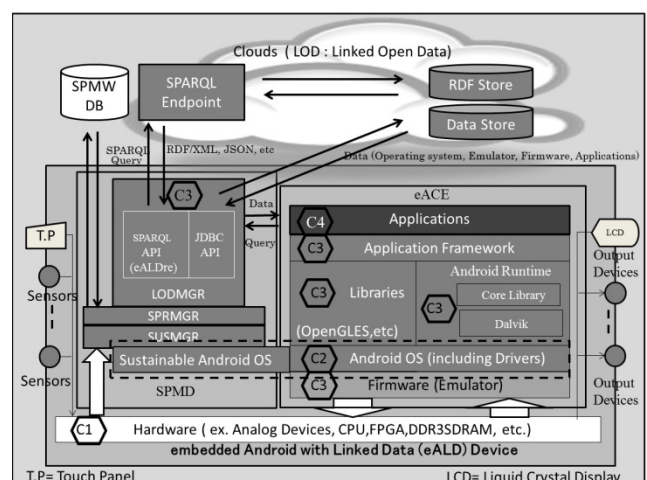 Clouds ( LOD : Linked Open Data)
SPMW
DB
SPARQL
Endpoint
RDF Store
Data Store
SPARQL
Query
RDF/XML, JSON, etc
Data (Operating system, Emulator, Firmware, Applications)
eACE
C3
Data
Query
SPARQL
API
(eALDre)
JDBC
API
LODMGR
SPRMGR
SUSMGR
Sustainable Android OS
SPMD
C4
Applications
C3
Application Framework
C3
Libraries
(OpenGLES,etc)
Android Runtime
C3
Core Library
Dalvik
C2
Android OS (including Drivers)
C3
Firmware (Emulator)
T.P
Sensors
Sensors
LCD
Output
Devices
Output
Devices
C1
Hardware ( ex. Analog Devices, CPU,FPGA,DDR3SDRAM, etc.)
embedded Android with Linked Data (eALD) Device
T.P= Touch Panel
LCD= Liquid Crystal Display